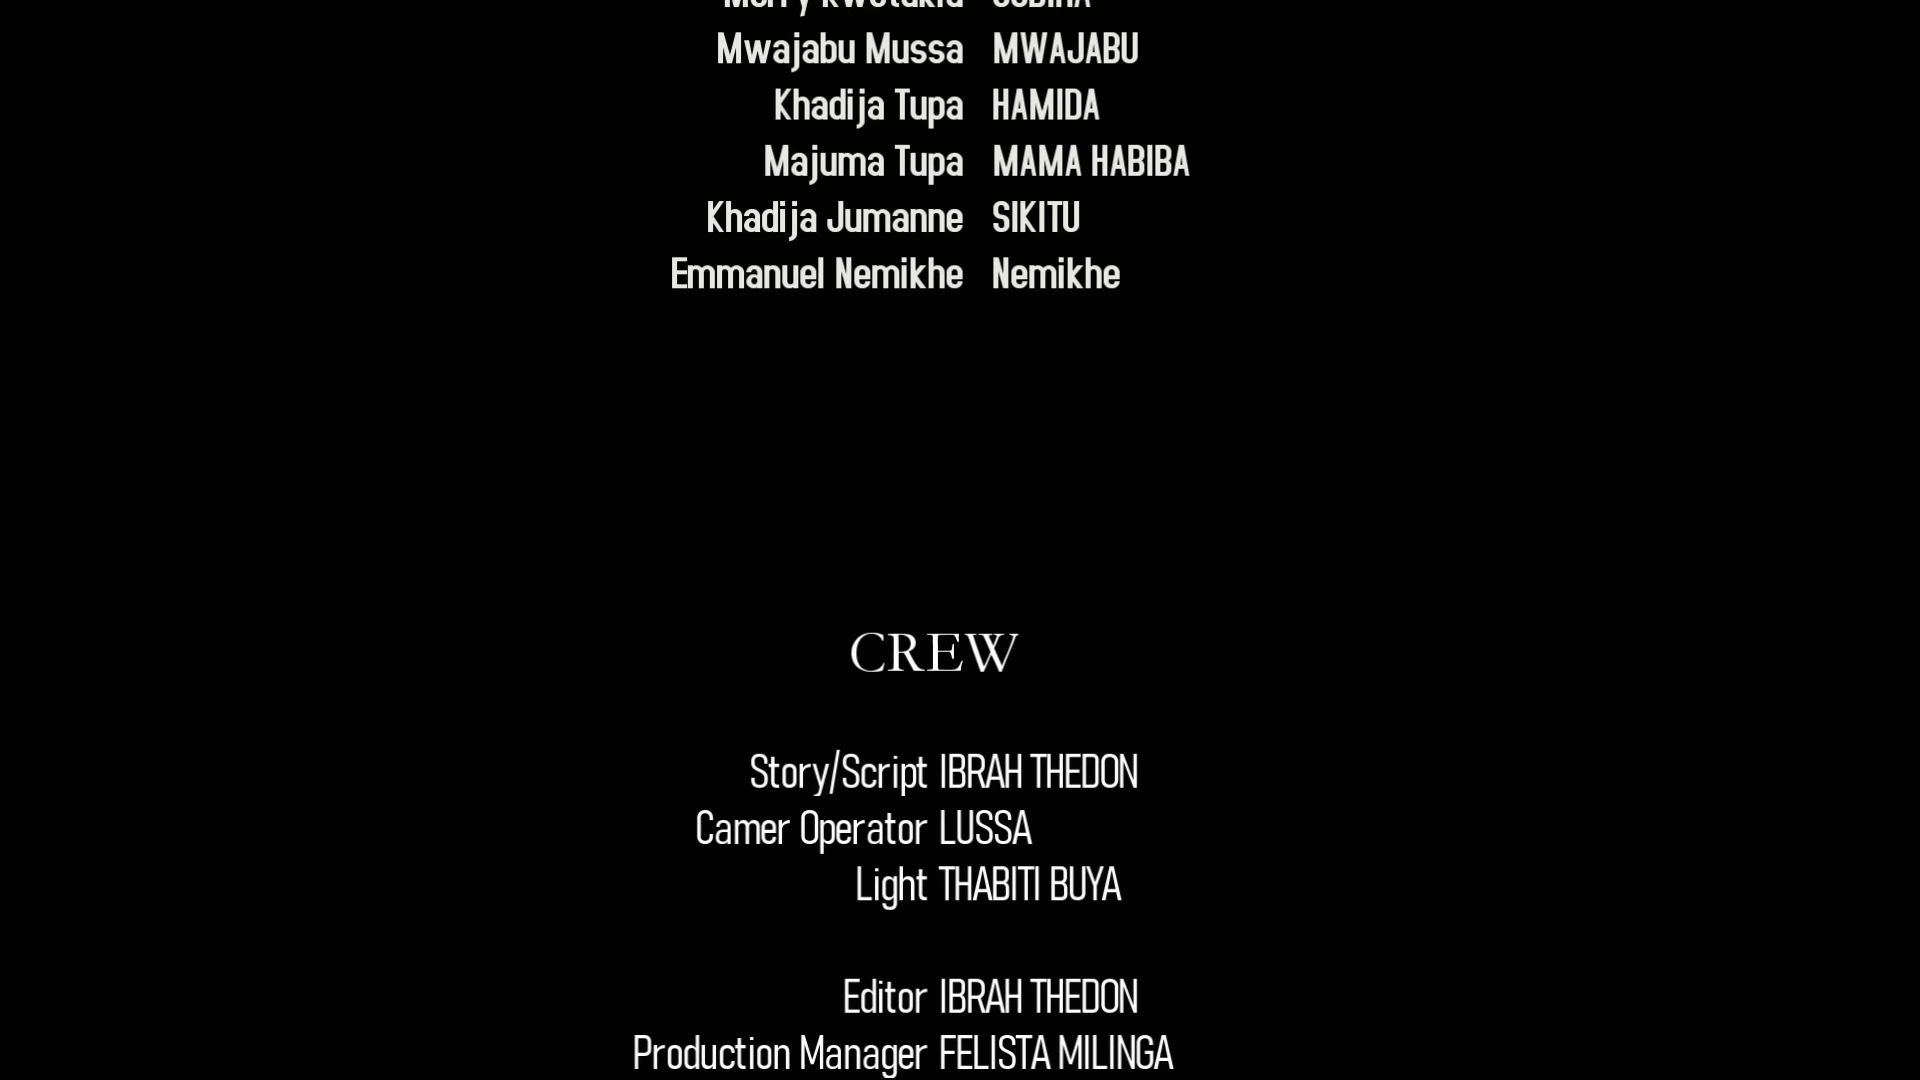 Mwajabu Mussa MWAJABU
Khadija Tupa HAMIDA
Majuma Tupa MAMA HABIBA
Khadija Jumanne SIKITU
Emmanuel Nemikhe Nemikhe
CREW
Story/Script IBRAH THEDON
Camer Operator LUSSA
Light THABITI BUYA
Editor IBRAH THEDON
Production Manager FELISTA MILINGA